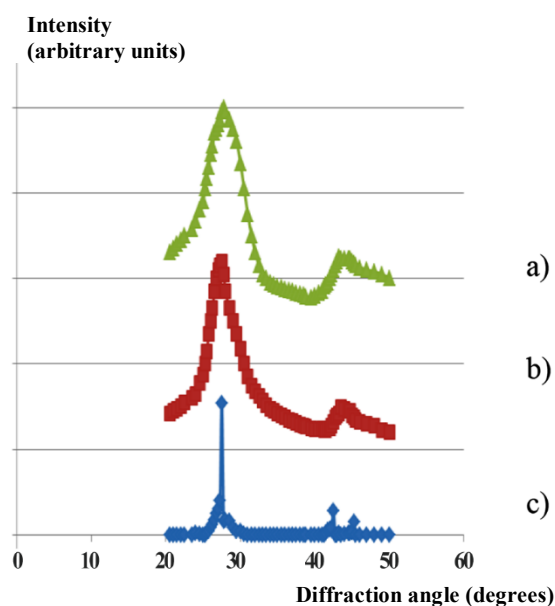 Intensity
(arbitrary units)
a)
b)
c)
0 10 20 30 40 50 60
Diffraction angle (degrees)